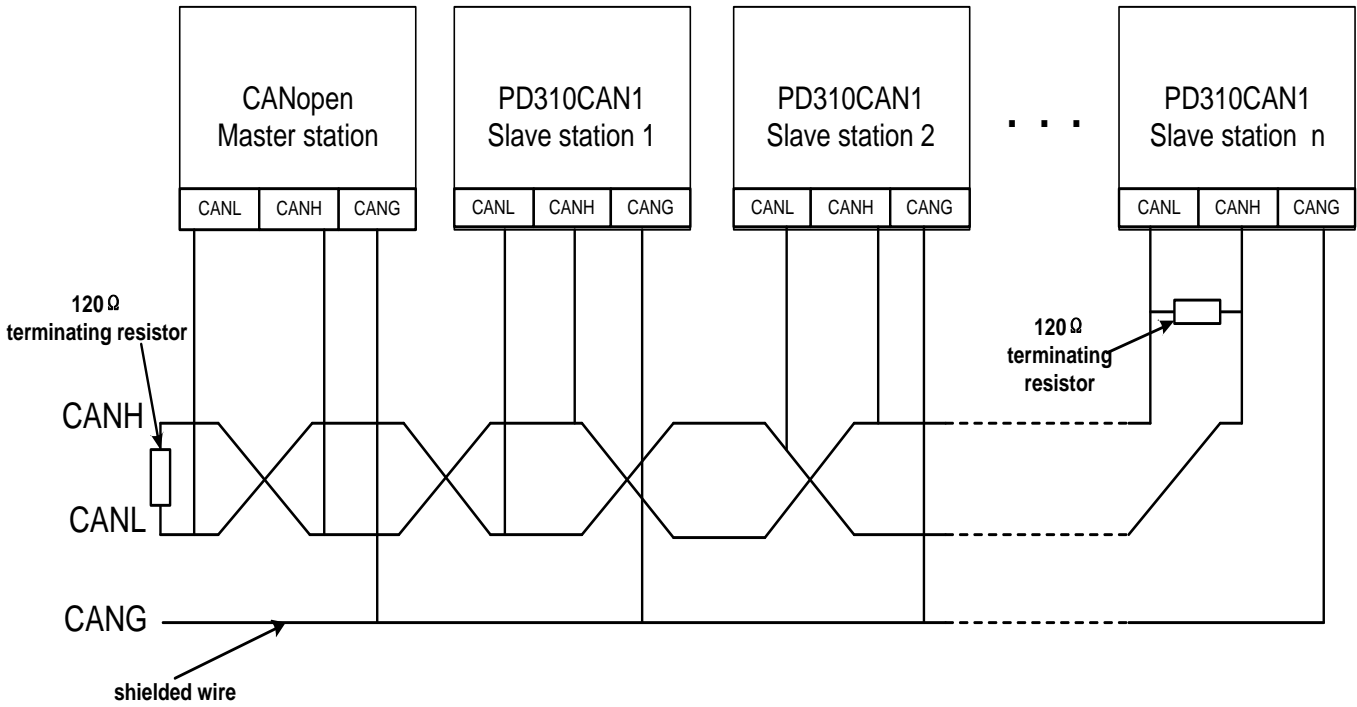 CANopen
Master station
PD310CAN1
Slave station 1
PD310CAN1
Slave station 2
. . .
PD310CAN1
Slave station n
CANL CANH CANG
CANL CANH CANG
CANL CANH CANG
CANL CANH CANG
120Ω
terminating resistor
120Ω
terminating
resistor
CANH
CANL
CANG
shielded wire